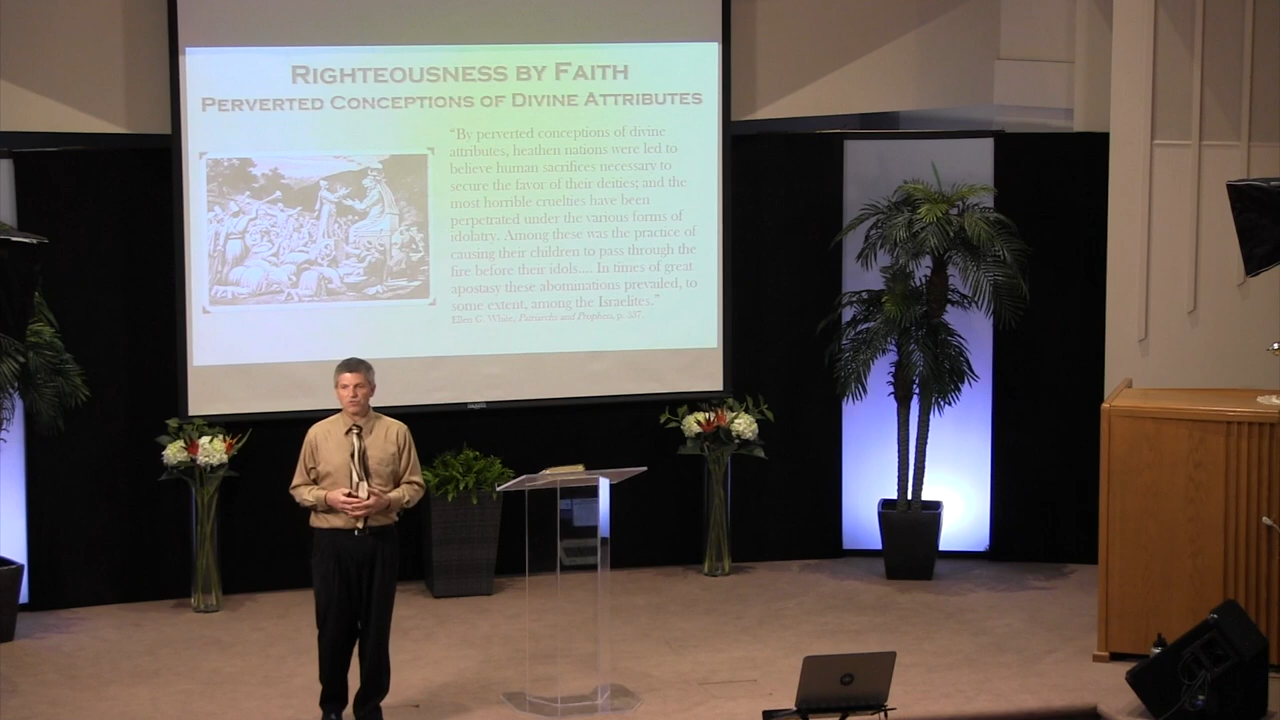 RIGHTEOUSNESS BY FAITH
PERVERTED CONCEPTIONS OF DIVINE ATTRIBUTES
“By perverted conceptions of divine
attributes, heathen nations were led to
believe human sacrifices necessary to
secure the favor of their deities; and the
most horrible cruelties have been
perpetrated under the various forms of
idolatry. Among these was the practice of
causing their children to pass through the
fire before their idols.... In times of great
apostasy these abominations prevailed, to
some extent, among the Israelites.”
Ellen G. White, Patriarchs and Prophets, p. 337.